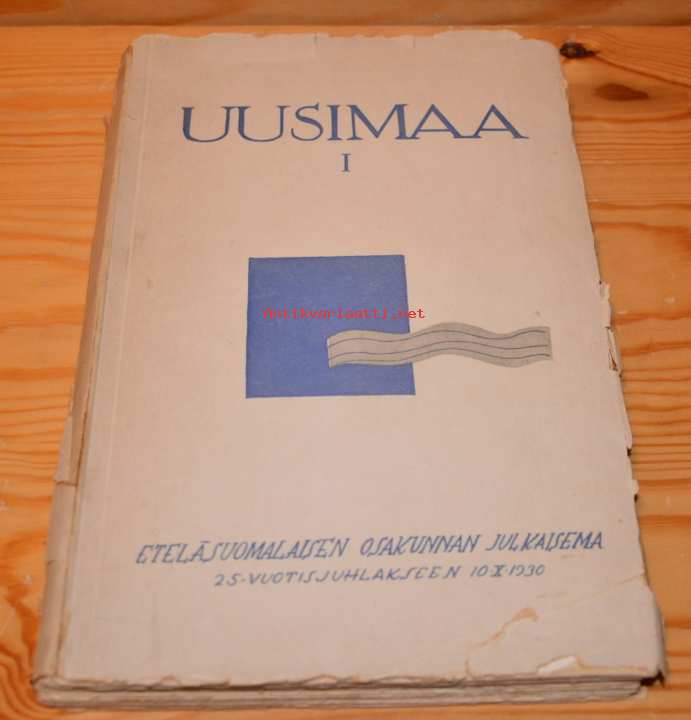 UUSIMAA
I
Antikvariaatti.net
ETELÄSUOMALAISEN OSAKUNNAN JULKAISEMA
25-VUOTISJUHLAKSEEN 10 X-1930